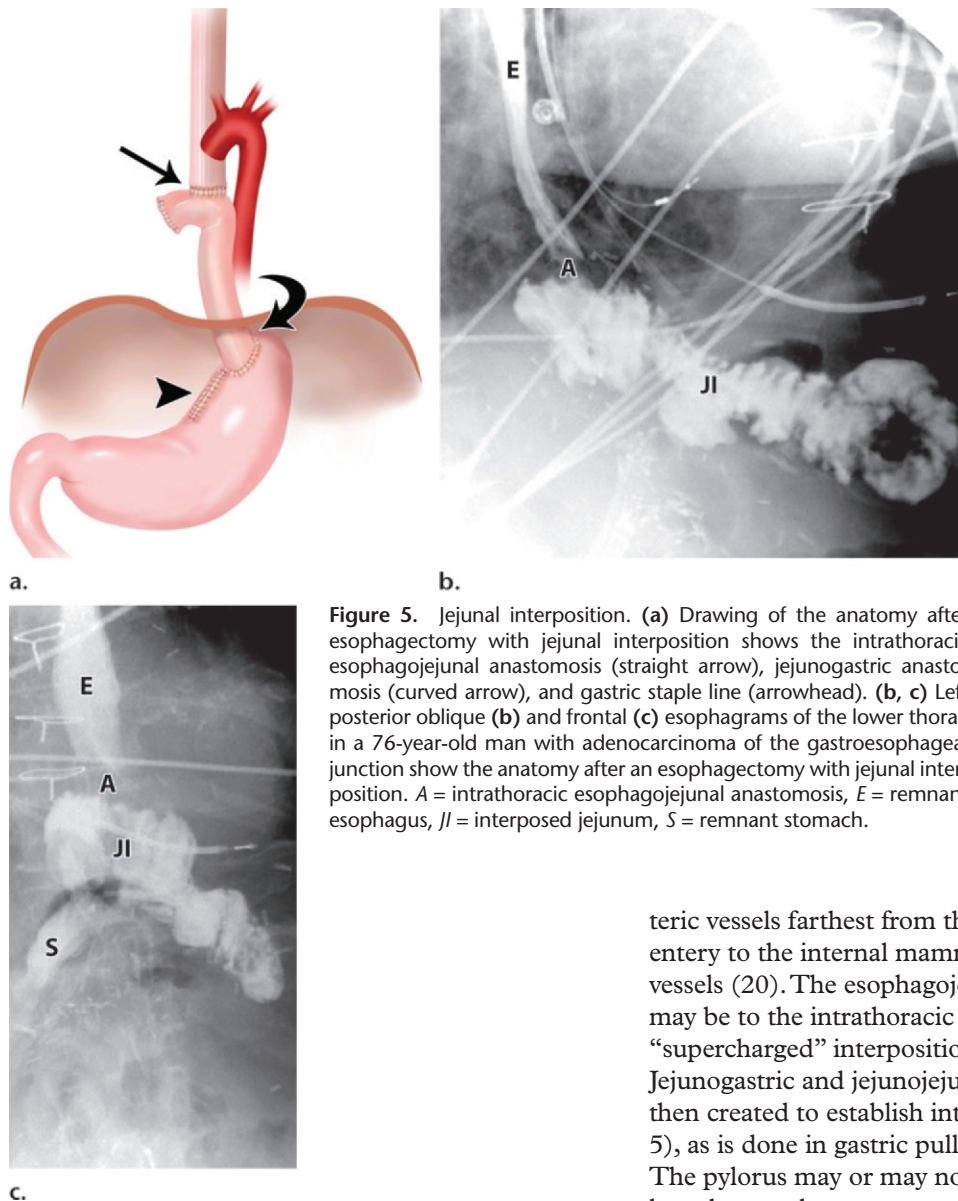 E
A
JI
a.
b.
E
A
JI
S
c.
Figure 5. Jejunal interposition. (a) Drawing of the anatomy afte
esophagectomy with jejunal interposition shows the intrathoraci
esophagojejunal anastomosis (straight arrow), jejunogastric anasto
mosis (curved arrow), and gastric staple line (arrowhead). (b, c) Lef
posterior oblique (b) and frontal (c) esophagrams of the lower thora
in a 76-year-old man with adenocarcinoma of the gastroesophagea
junction show the anatomy after an esophagectomy with jejunal inter
position. A = intrathoracic esophagojejunal anastomosis, E = remnan
esophagus, JI = interposed jejunum, S = remnant stomach.
teric vessels farthest from th
entery to the internal mamm
vessels (20). The esophagoje
may be to the intrathoracic
“supercharged” interpositio
Jejunogastric and jejunojeju
then created to establish int
5), as is done in gastric pull
The pylorus may or may no